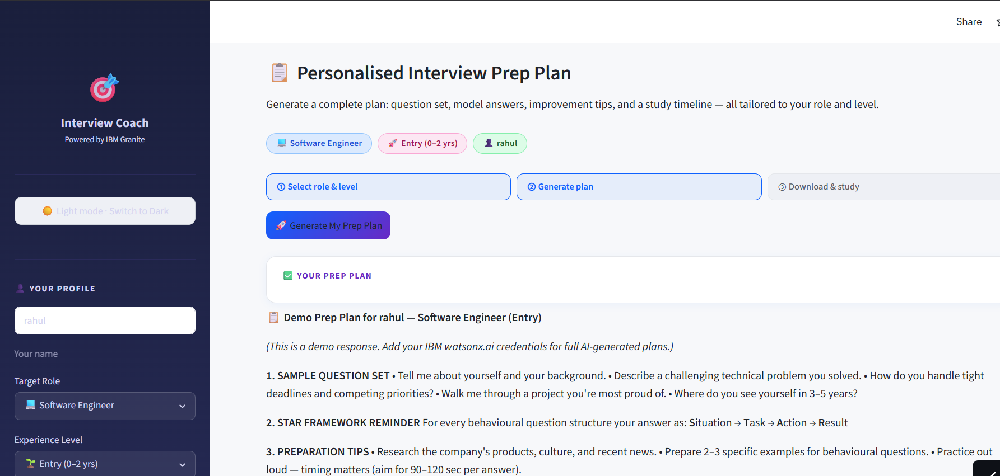 Share
Interview Coach
Powered by IBM Granite
Light mode · Switch to Dark
YOUR PROFILE
rahul
Your name
Target Role
Software Engineer
Experience Level
Entry (0–2 yrs)
Personalised Interview Prep Plan
Generate a complete plan: question set, model answers, improvement tips, and a study timeline — all tailored to your role and level.
Software Engineer
Entry (0–2 yrs)
rahul
① Select role & level
② Generate plan
③ Download & study
Generate My Prep Plan
YOUR PREP PLAN
Demo Prep Plan for rahul — Software Engineer (Entry)
(This is a demo response. Add your IBM watsonx.ai credentials for full AI-generated plans.)
1. SAMPLE QUESTION SET • Tell me about yourself and your background. • Describe a challenging technical problem you solved. • How do you handle tight
deadlines and competing priorities? • Walk me through a project you're most proud of. • Where do you see yourself in 3–5 years?
2. STAR FRAMEWORK REMINDER For every behavioural question structure your answer as: Situation → Task → Action → Result
3. PREPARATION TIPS • Research the company's products, culture, and recent news. • Prepare 2–3 specific examples for behavioural questions. • Practice out
loud — timing matters (aim for 90–120 sec per answer).